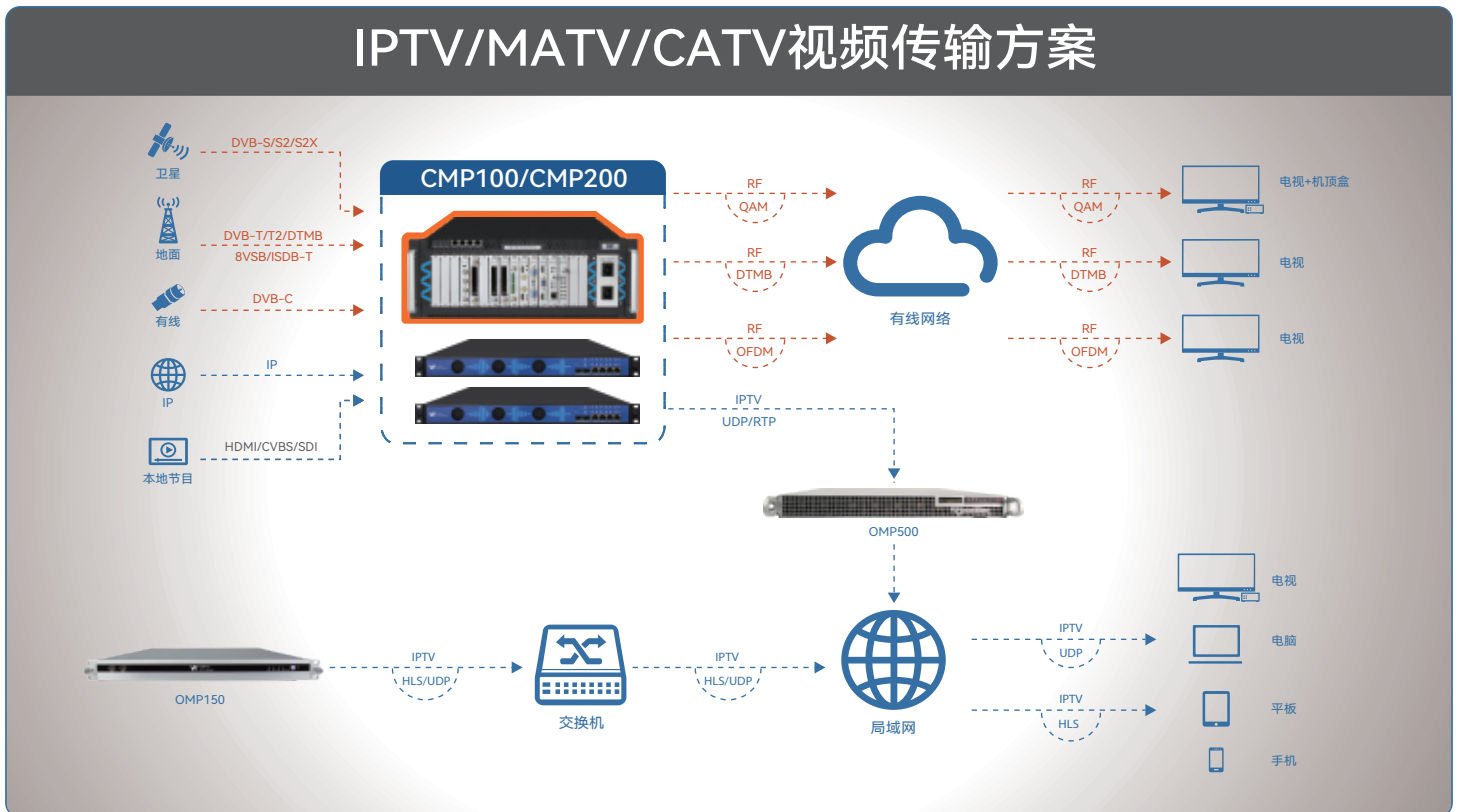 IPTV/MATV/CATV视频传输方案
卫星
DVB-S/S2/S2X
地面
DVB-T/T2/DTMB
8VSB/ISDB-T
有线
DVB-C
IP
IP
本地节目
HDMI/CVBS/SDI
CMP100/CMP200
RF
QAM
RF
DTMB
RF
OFDM
IPTV
UDP/RTP
有线网络
RF
QAM
电视+机顶盒
RF
DTMB
电视
RF
OFDM
电视
OMP500
OMP150
IPTV
HLS/UDP
交换机
IPTV
HLS/UDP
局域网
电视
IPTV
UDP
电脑
IPTV
HLS
平板
手机